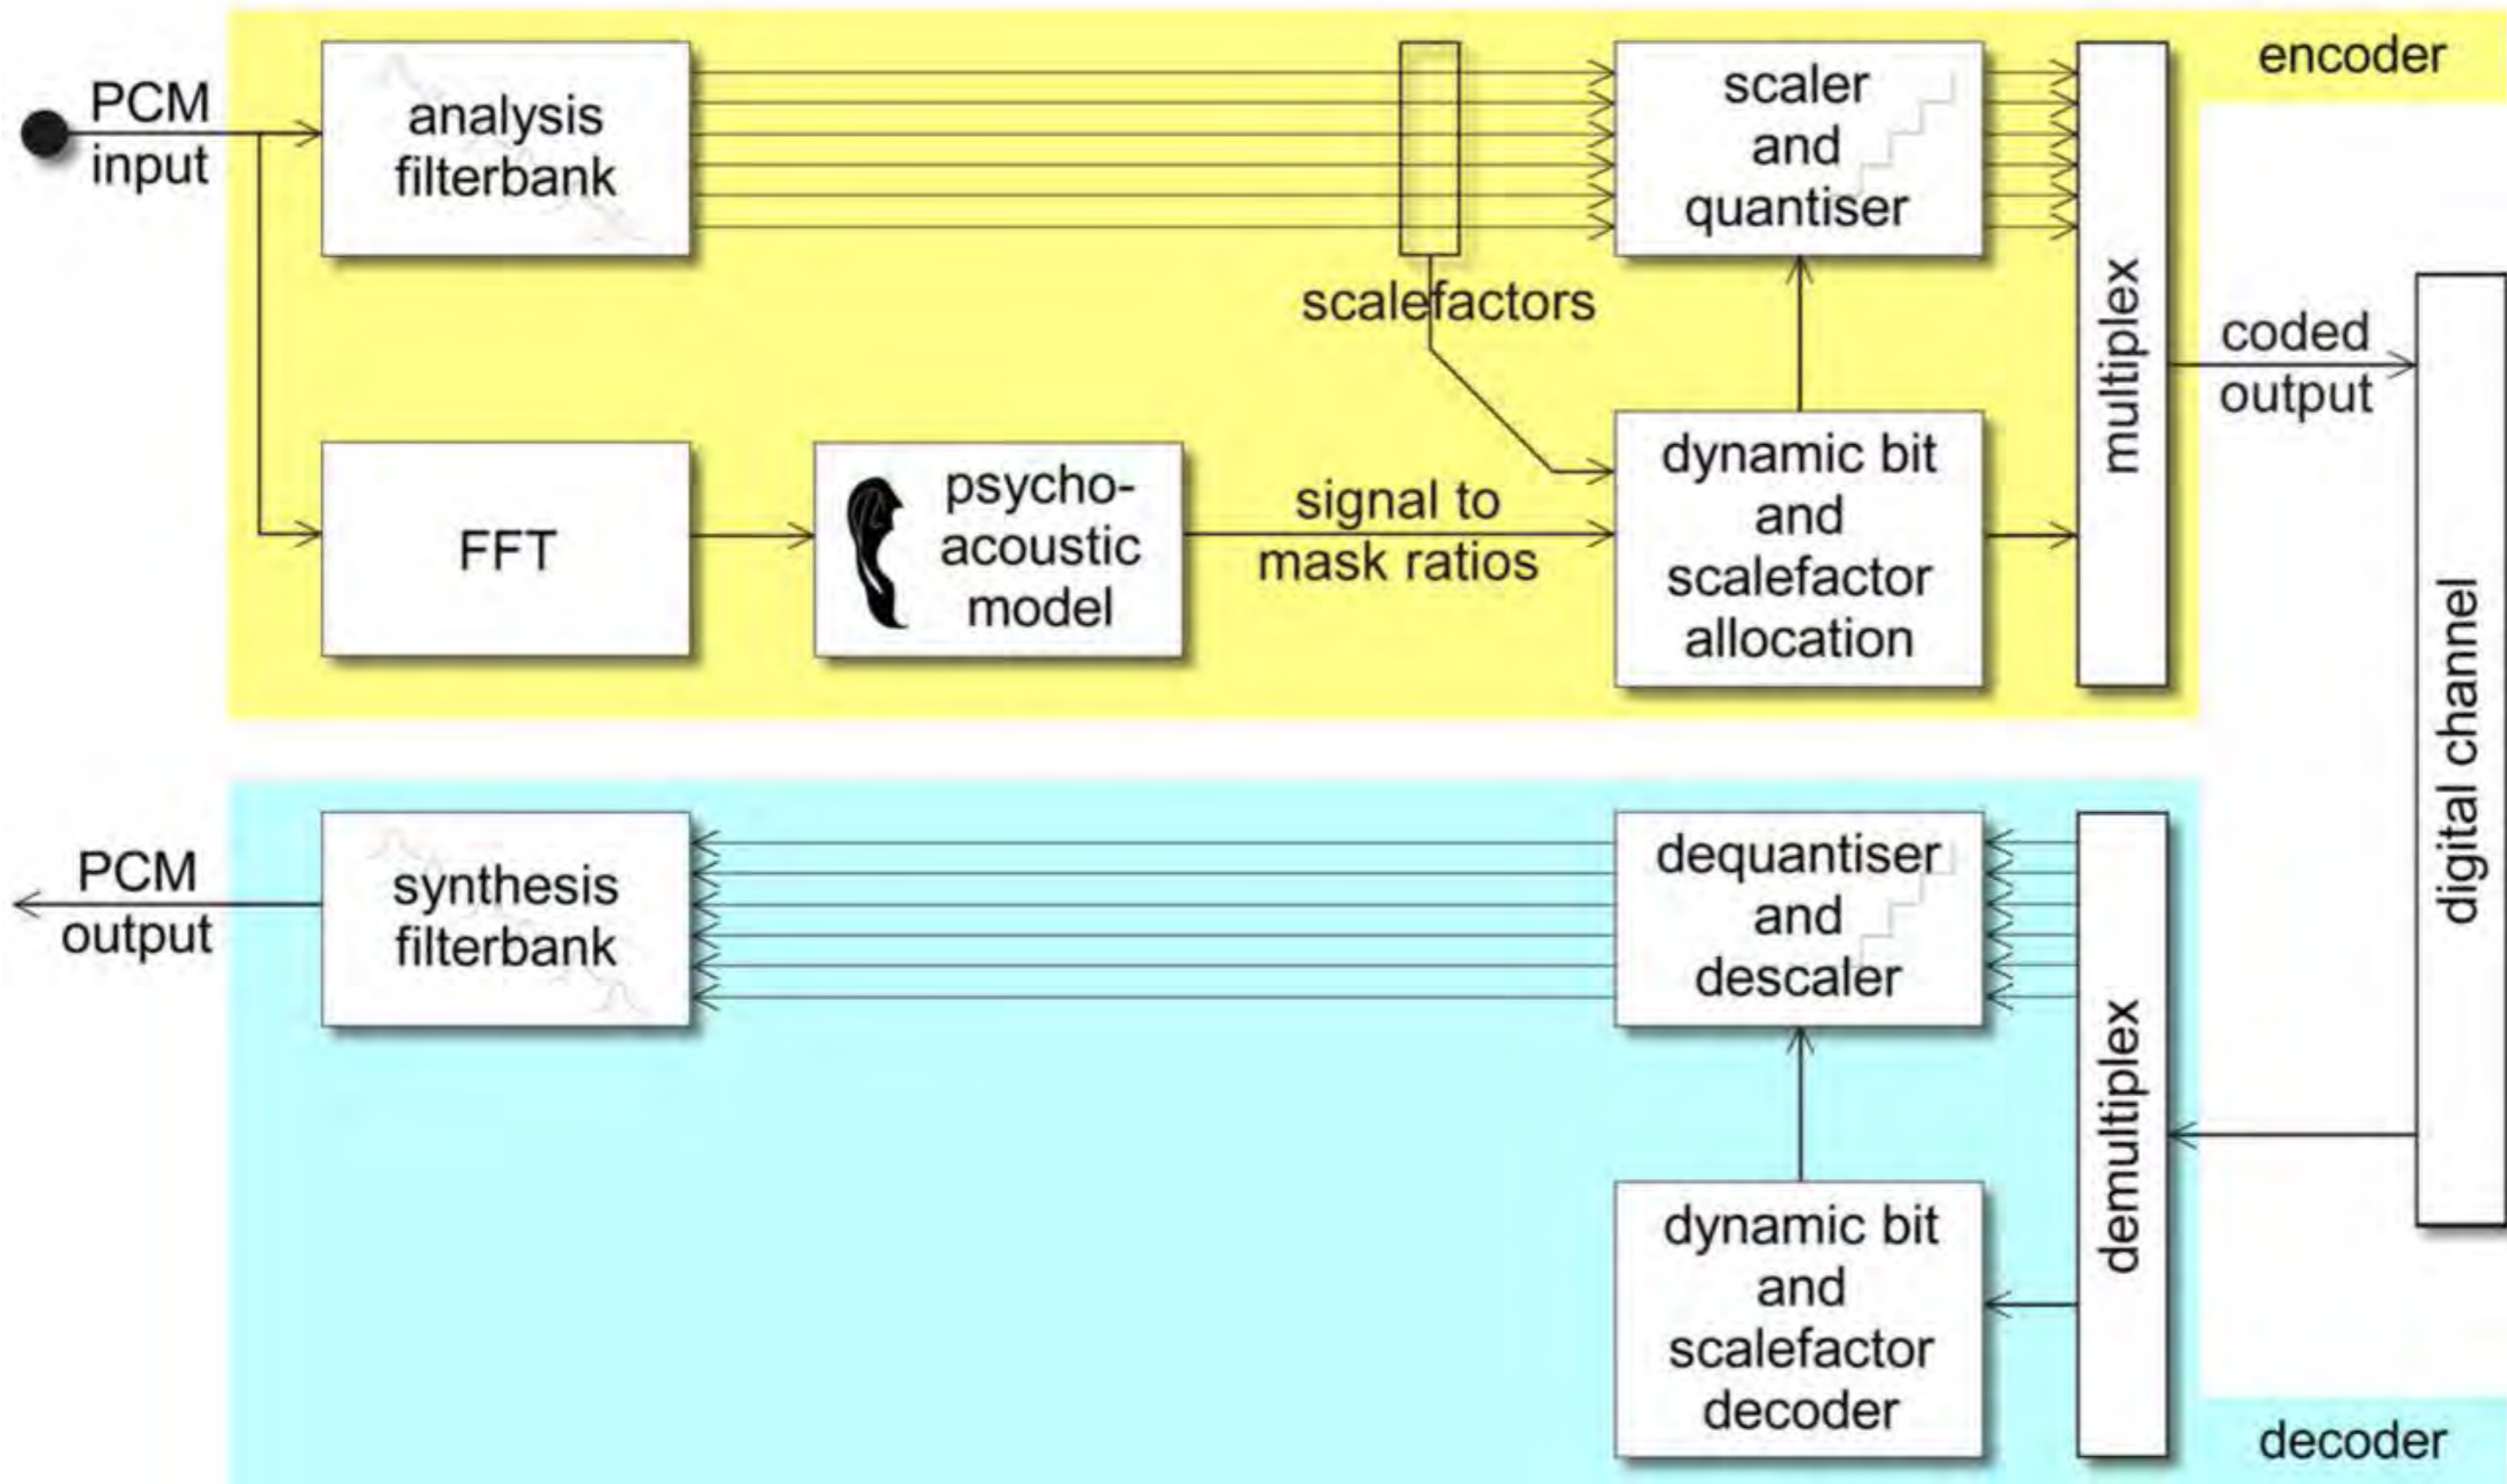 encoder
PCM
input
analysis
filterbank
scaler
and
quantiser
scalefactors
multiplex
coded
output
FFT
psycho-
acoustic
model
signal to
mask ratios
dynamic bit
and
scalefactor
allocation
digital channel
PCM
output
synthesis
filterbank
dequantiser
and
descaler
demultiplex
dynamic bit
and
scalefactor
decoder
decoder